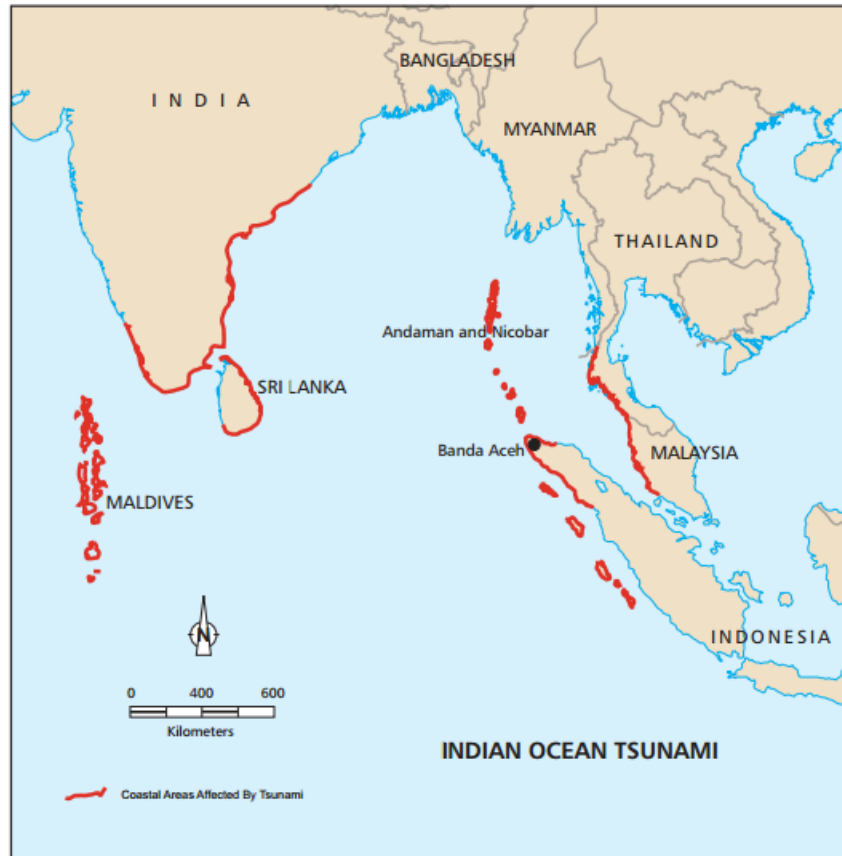 BANGLADESH
INDIA
MYANMAR
THAILAND
Andaman and Nicobar
SRI LANKA
Banda Aceh
MALAYSIA
MALDIVES
N
INDONESIA
0 400 600
Kilometers
INDIAN OCEAN TSUNAMI
Coastal Areas Affected By Tsunami